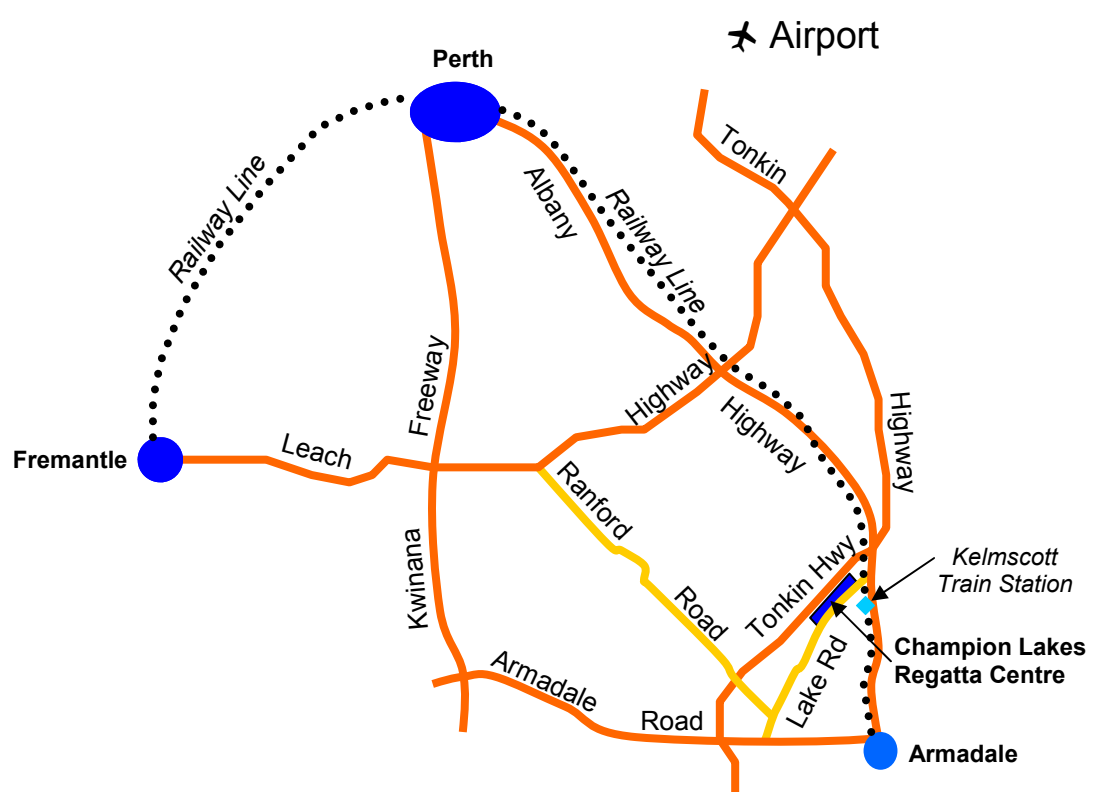 Airport
Perth
Tonkin
Railway Line
Albany
Railway Line
Freeway
Highway
Highway
Highway
Fremantle
Leach
Ranford
Kwinana
Tonkin Hwy
Kelmscott
Train Station
Road
Champion Lakes
Regatta Centre
Armadale
Lake Rd
Road
Armadale